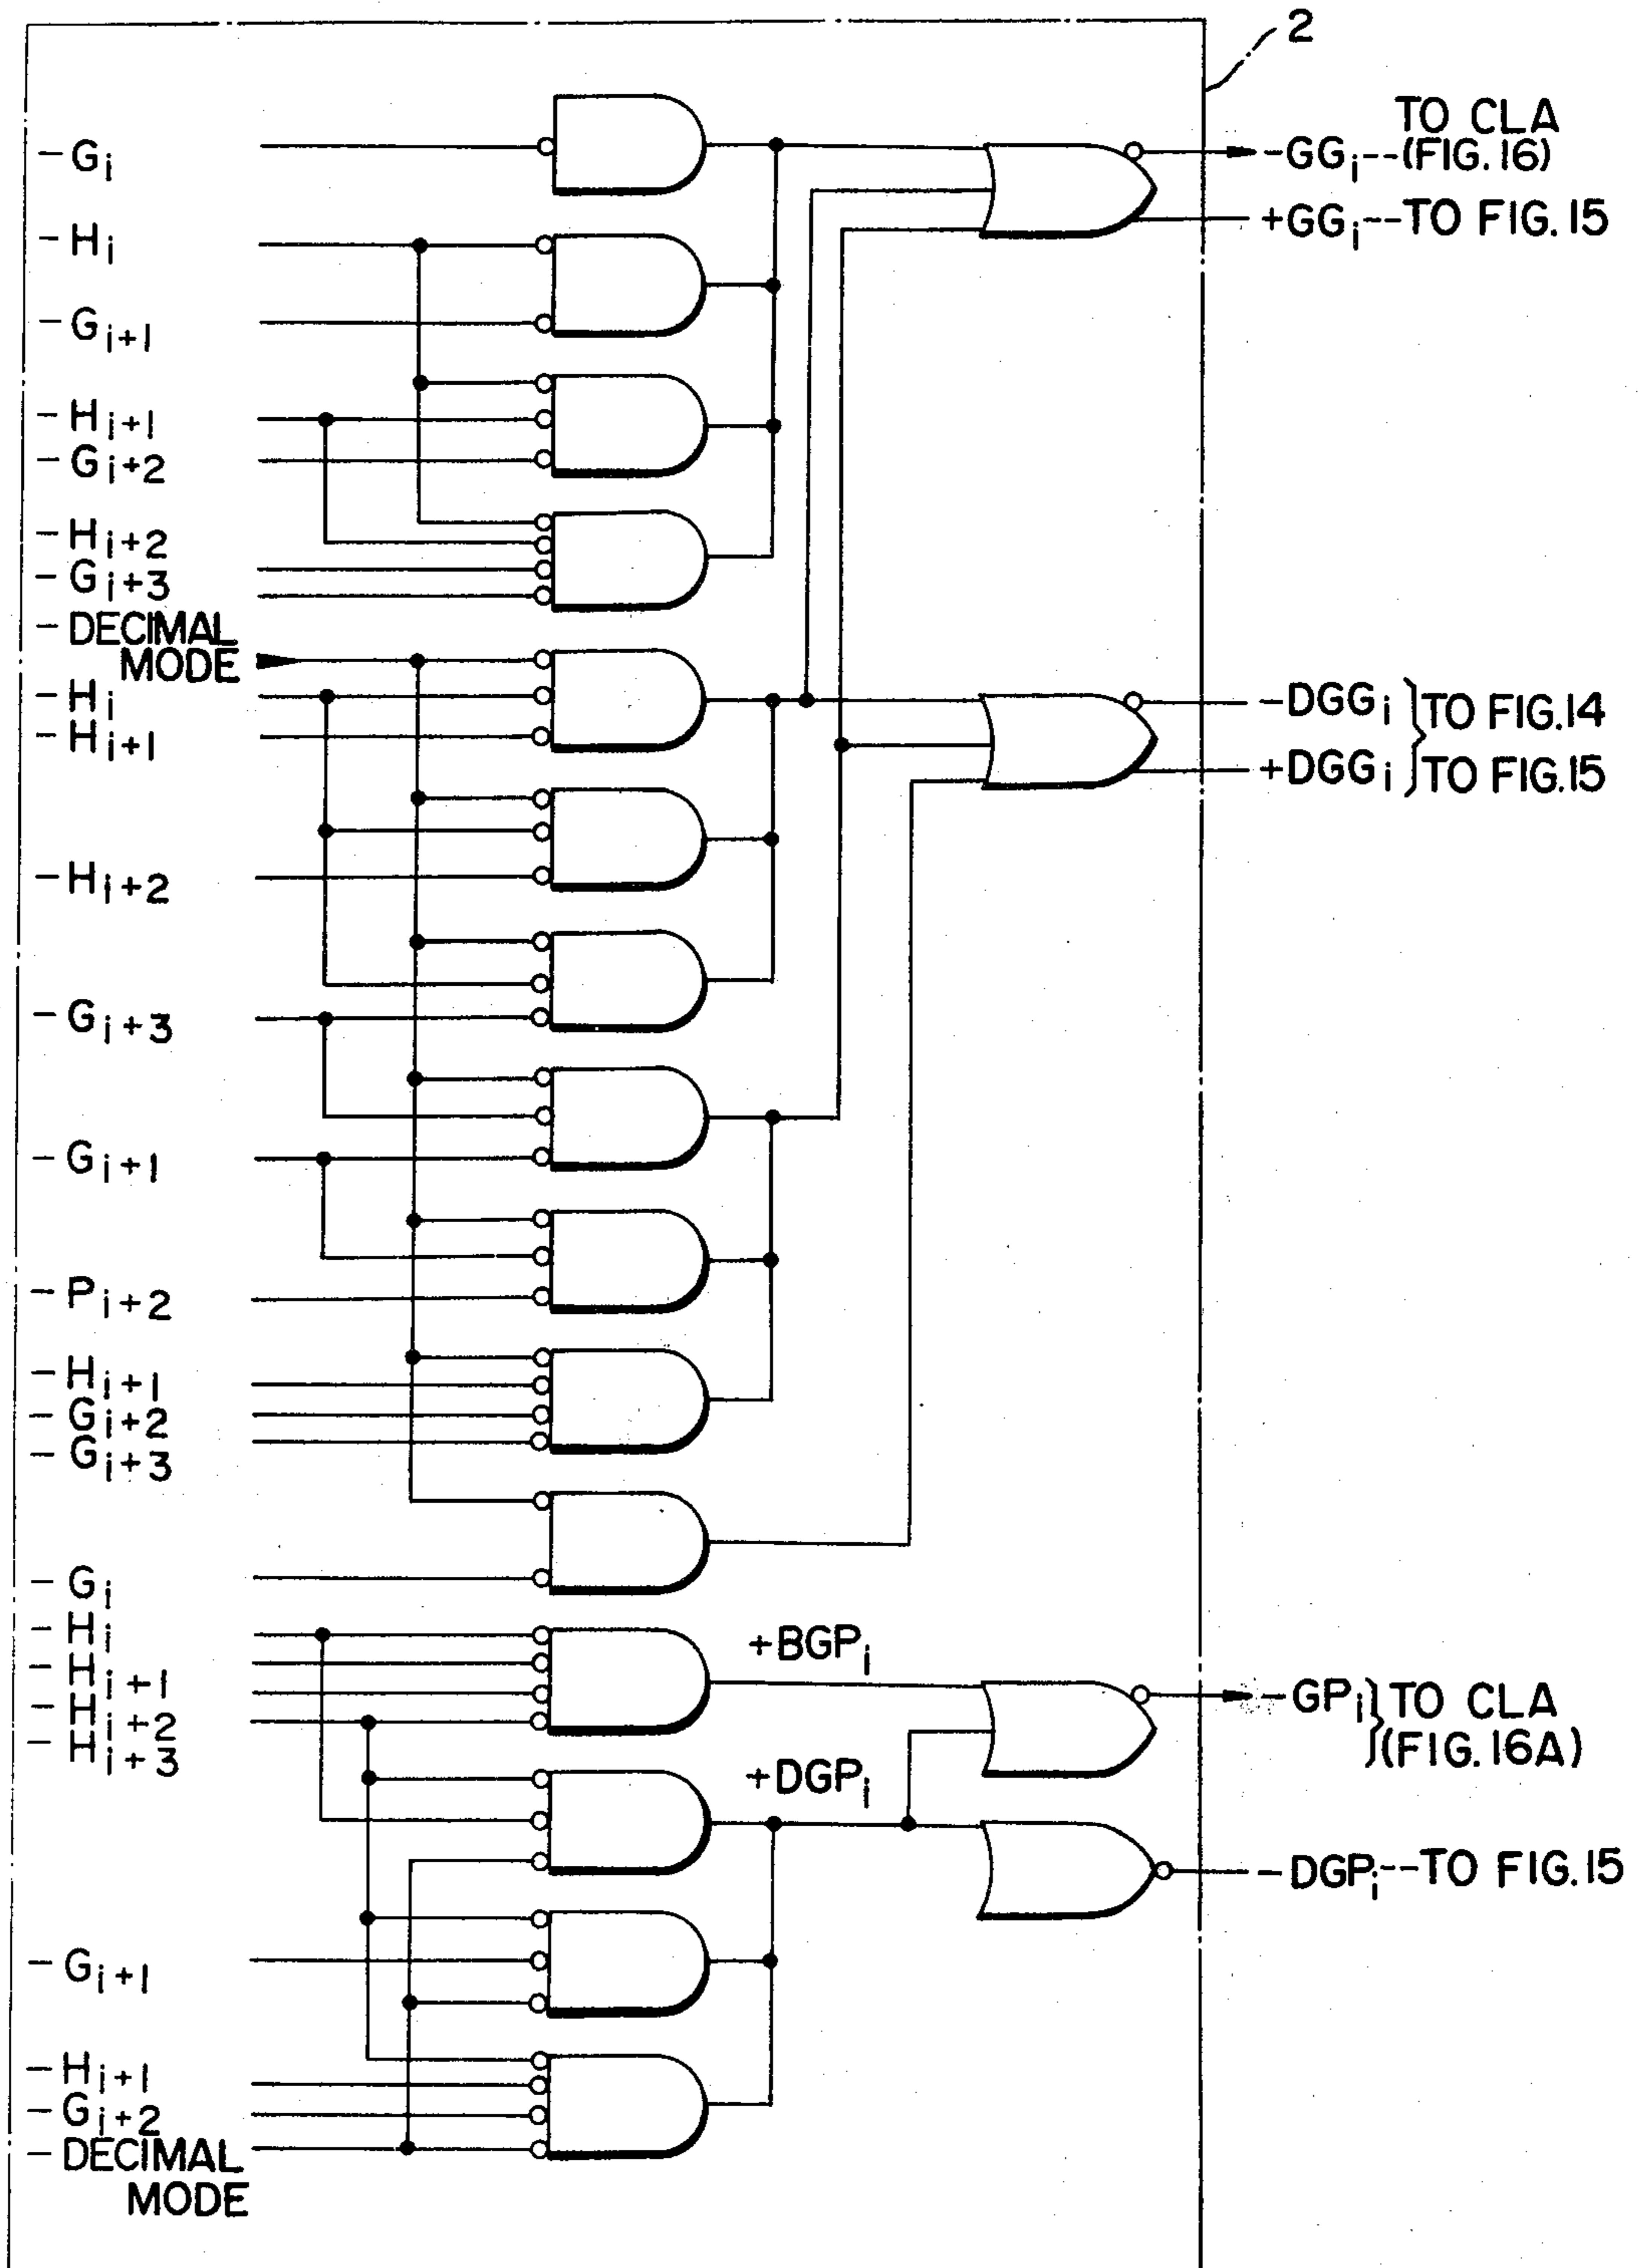 2
-Gi
-Hi
-Gi+1
-Hi+1
-Gi+2
-Hi+2
-Gi+3
-DECIMAL
MODE
-Hi
-Hi+1
-Hi+2
-Gi+3
-Gi+1
-Pi+2
-Hi+1
-Gi+2
-Gi+3
-Gi
-Hi
-Hi+1
-Hi+2
-Hi+3
-Gi+1
-Hi+1
-Gi+2
-DECIMAL
MODE
+BGPi
+DGPi
TO CLA
-GGi--(FIG.16)
+GGi--TO FIG.15
-DGGi } TO FIG.14
+DGGi } TO FIG.15
-GPi } TO CLA
(FIG.16A)
-DGPi--TO FIG.15